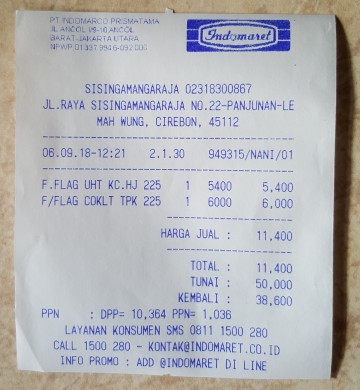 PT INDOMARCO PRISMATAMA
JL ANCOL I/9-10, ANCOL
BARAT-JAKARTA UTARA
NPWP 01.337.994.6-092.000
Indomaret
SISINGAMANGARAJA 02318300867
JL.RAYA SISINGAMANGARAJA NO.22-PANJUNAN-LE
MAH WUNG, CIREBON, 45112
06.09.18-12:21 2.1.30 949315/NANI/01
F.FLAG UHT KC.HJ 225 1 5400 5,400
F/FLAG COKLT TPK 225 1 6000 6,000
HARGA JUAL : 11,400
TOTAL : 11,400
TUNAI : 50,000
KEMBALI : 38,600
PPN : DPP= 10,364 PPN= 1,036
LAYANAN KONSUMEN SMS 0811 1500 280
CALL 1500 280 - KONTAK@INDOMARET.CO.ID
INFO PROMO : ADD @INDOMARET DI LINE